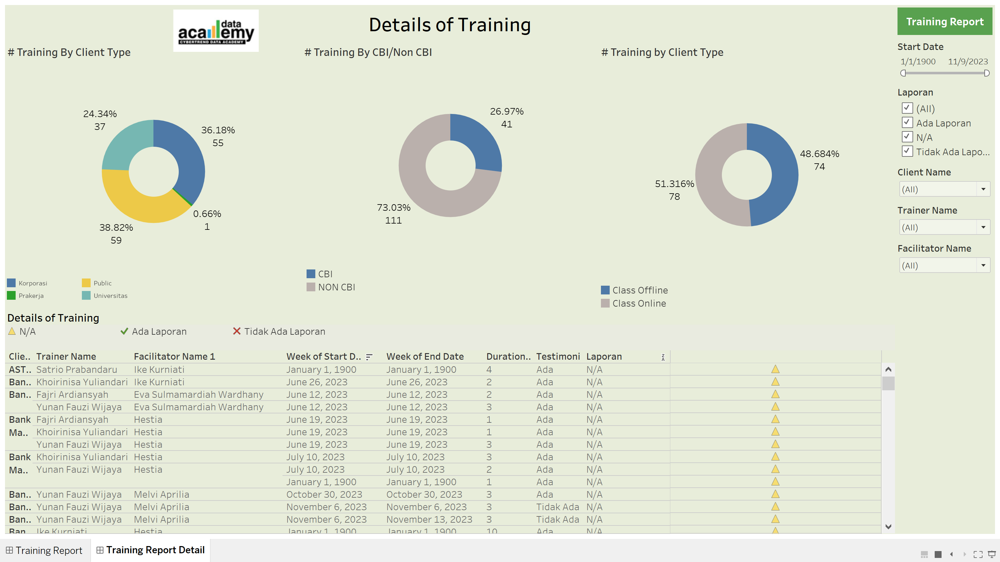 data
academy
CYBERTREND DATA ACADEMY
Details of Training
Training Report
# Training By Client Type
24.34%
37
36.18%
55
0.66%
1
38.82%
59
Korporasi
Public
Prakerja
Universitas
# Training By CBI/Non CBI
26.97%
41
73.03%
111
CBI
NON CBI
# Training by Client Type
48.684%
74
51.316%
78
Class Offline
Class Online
Start Date
1/1/1900 11/9/2023
Laporan
(All)
Ada Laporan
N/A
Tidak Ada Lapo...
Client Name
(All)
Trainer Name
(All)
Facilitator Name
(All)
Details of Training
N/A Ada Laporan Tidak Ada Laporan
Clie.. Trainer Name Facilitator Name 1 Week of Start D.. Week of End Date Duration.. Testimoni Laporan Z A
AST.. Satrio Prabandaru Ike Kurniati January 1, 1900 January 1, 1900 4 Ada N/A
Ban.. Khoirinisa Yuliandari Ike Kurniati June 26, 2023 June 26, 2023 2 Ada N/A
Ban.. Fajri Ardiansyah Eva Sulmamardiah Wardhany June 12, 2023 June 12, 2023 2 Ada N/A
Yunan Fauzi Wijaya Eva Sulmamardiah Wardhany June 12, 2023 June 12, 2023 3 Ada N/A
Bank Fajri Ardiansyah Hestia June 19, 2023 June 19, 2023 1 Ada N/A
Ma.. Khoirinisa Yuliandari Hestia June 19, 2023 June 19, 2023 1 Ada N/A
Yunan Fauzi Wijaya Hestia June 19, 2023 June 19, 2023 3 Ada N/A
Bank Khoirinisa Yuliandari Hestia July 10, 2023 July 10, 2023 3 Ada N/A
Ma.. Yunan Fauzi Wijaya Hestia July 10, 2023 July 10, 2023 2 Ada N/A
January 1, 1900 January 1, 1900 1 Ada N/A
Ban.. Yunan Fauzi Wijaya Melvi Aprilia October 30, 2023 October 30, 2023 3 Ada N/A
Ban.. Yunan Fauzi Wijaya Melvi Aprilia November 6, 2023 November 6, 2023 3 Tidak Ada N/A
Ban.. Yunan Fauzi Wijaya Melvi Aprilia November 6, 2023 November 13, 2023 3 Tidak Ada N/A
Ban Ike Kurniati Hestia January 1, 1900 January 1, 1900 10 Ada N/A
Training Report Training Report Detail